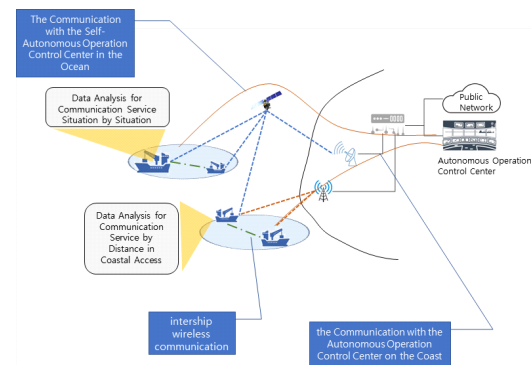 The Communication
with the Self-
Autonomous Operation
Control Center in the
Ocean
Data Analysis for
Communication Service
Situation by Situation
Public
Network
Autonomous Operation
Control Center
Data Analysis for
Communication
Service by
Distance in
Coastal Access
intership
wireless
communication
the Communication with the
Autonomous Operation
Control Center on the Coast